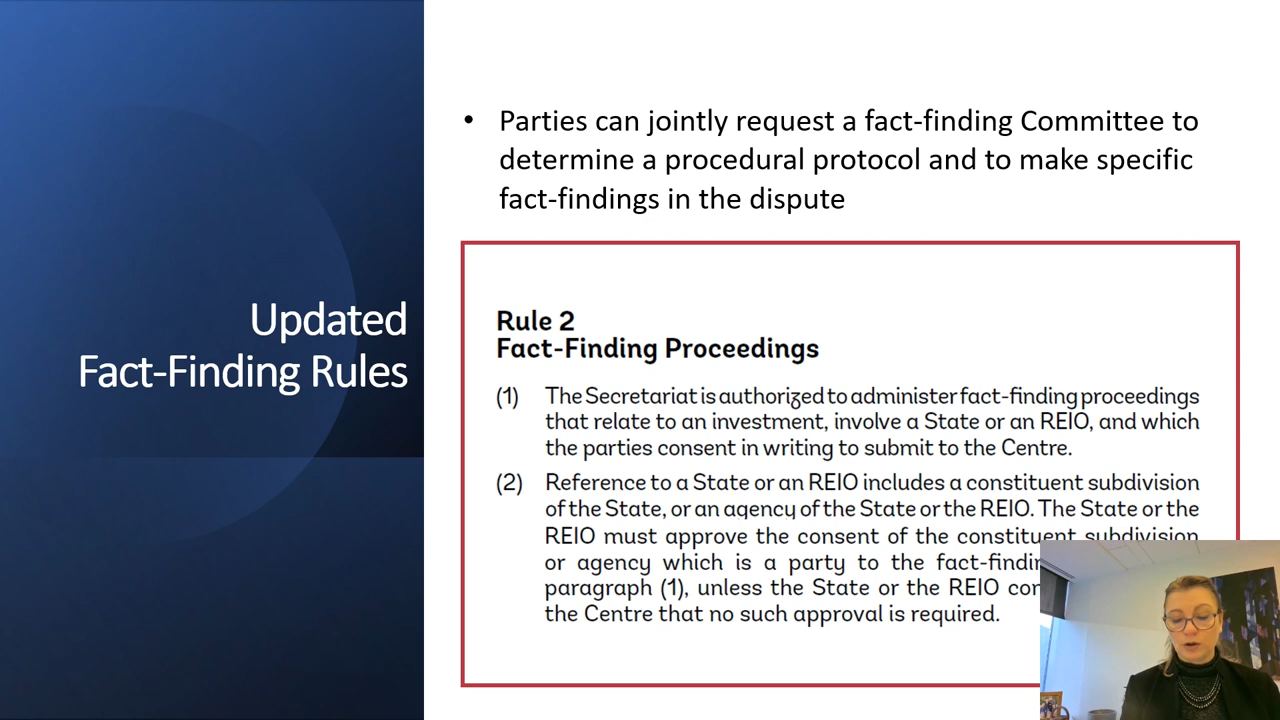 Updated
Fact-Finding Rules
• Parties can jointly request a fact-finding Committee to
determine a procedural protocol and to make specific
fact-findings in the dispute
Rule 2
Fact-Finding Proceedings
(1) The Secretariat is authorized to administer fact-finding proceedings
that relate to an investment, involve a State or an REIO, and which
the parties consent in writing to submit to the Centre.
(2) Reference to a State or an REIO includes a constituent subdivision
of the State, or an agency of the State or the REIO. The State or the
REIO must approve the consent of the constituent subdivision
or agency which is a party to the
paragraph (1), unless the State or the REIO
the Centre that no such approval is required.